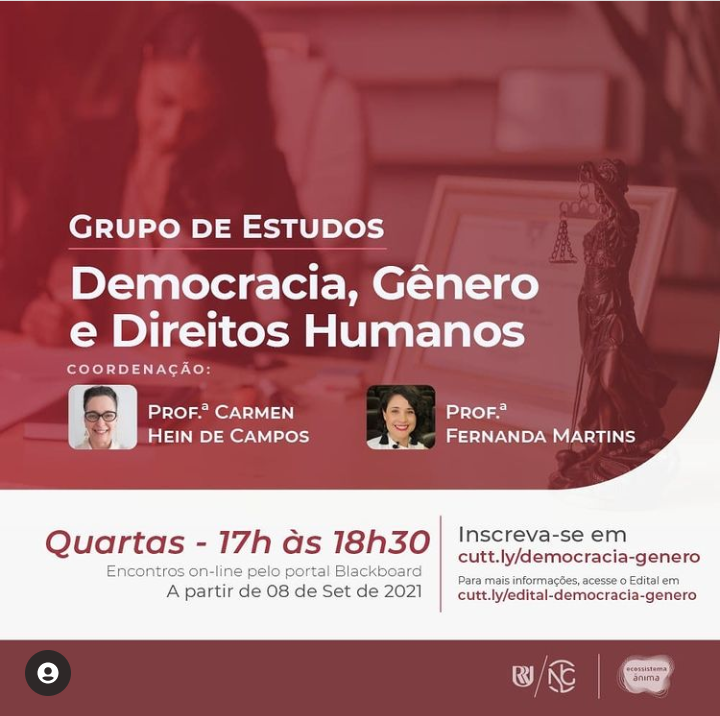 GRUPO DE ESTUDOS
Democracia, Gênero
e Direitos Humanos
COORDENAÇÃO:
PROF.ª CARMEN
HEIN DE CAMPOS
PROF.ª
FERNANDA MARTINS
Quartas - 17h às 18h30
Encontros on-line pelo portal Blackboard
A partir de 08 de Set de 2021
Inscreva-se em
cutt.ly/democracia-genero
Para mais informações, acesse o Edital em
cutt.ly/edital-democracia-genero
ecossistema
ânima